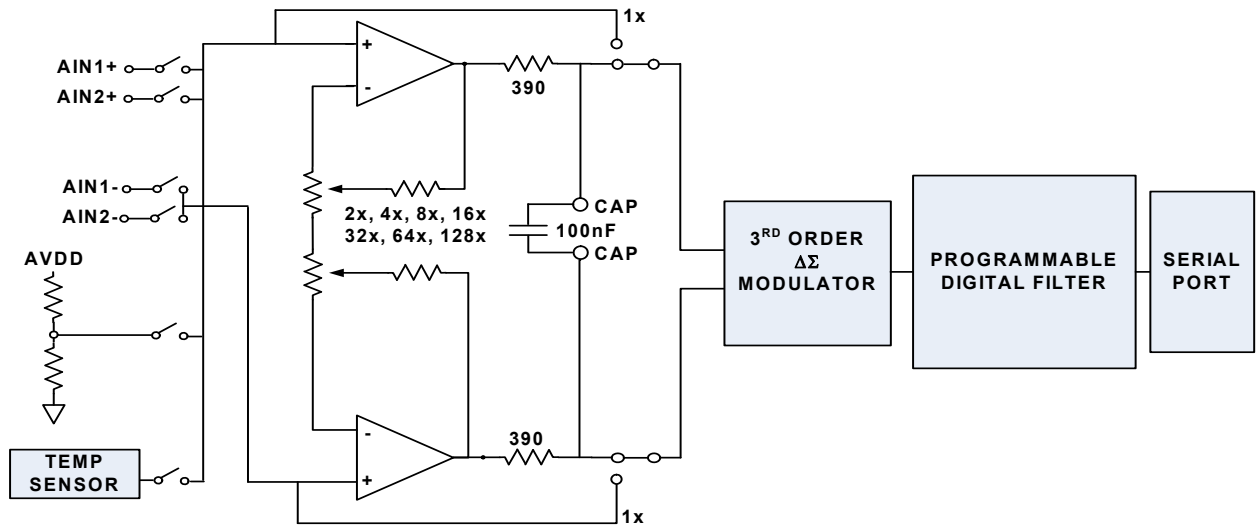 1x
AIN1+
AIN2+
+
-
390
AIN1-
AIN2-
2x, 4x, 8x, 16x
32x, 64x, 128x
CAP
100nF
CAP
AVDD
3RD ORDER
ΔΣ
MODULATOR
PROGRAMMABLE
DIGITAL FILTER
SERIAL
PORT
-
+
390
TEMP
SENSOR
1x